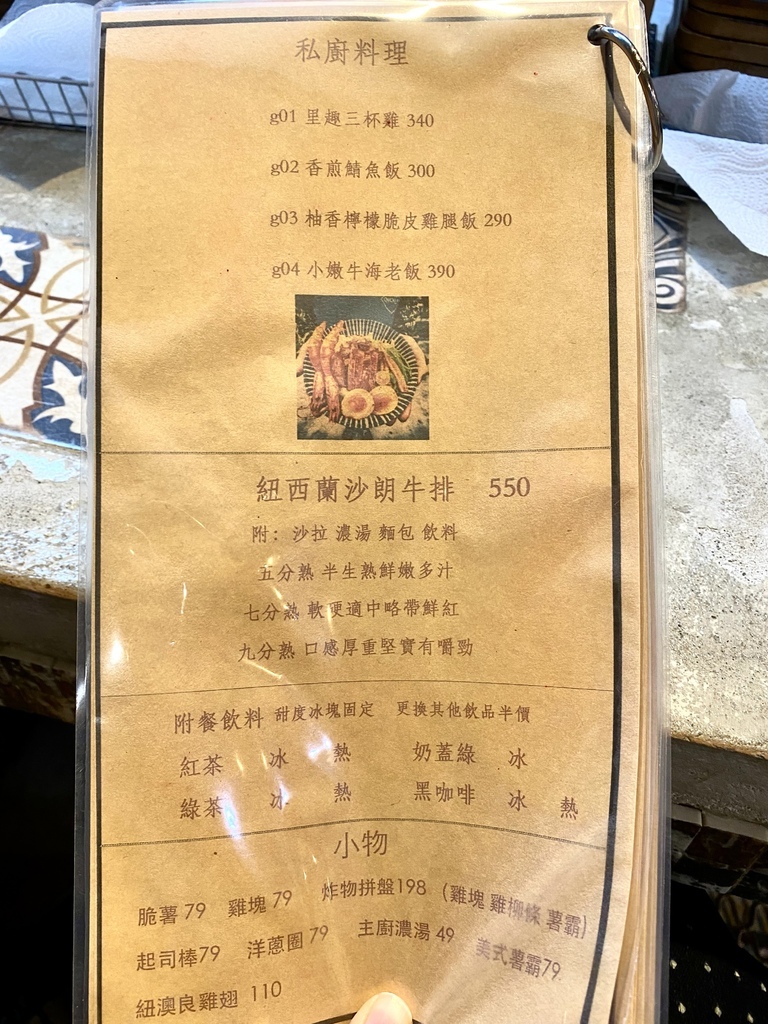 私廚料理
g01 里趣三杯雞 340
g02 香煎鯖魚飯 300
g03 柚香檸檬脆皮雞腿飯 290
g04 小嫩牛海老飯 390
紐西蘭沙朗牛排 550
附: 沙拉 濃湯 麵包 飲料
五分熟 半生熟鮮嫩多汁
七分熟 軟硬適中略帶鮮紅
九分熟 口感厚重堅實有嚼勁
附餐飲料 甜度冰塊固定 更換其他飲品半價
紅茶 冰 熱 奶蓋綠 冰
綠茶 冰 熱 黑咖啡 冰 熱
小物
脆薯 79 雞塊 79 炸物拼盤198 (雞塊 雞柳條 薯霸)
起司棒79 洋蔥圈 79 主廚濃湯 49 美式薯霸79
紐澳良雞翅 110